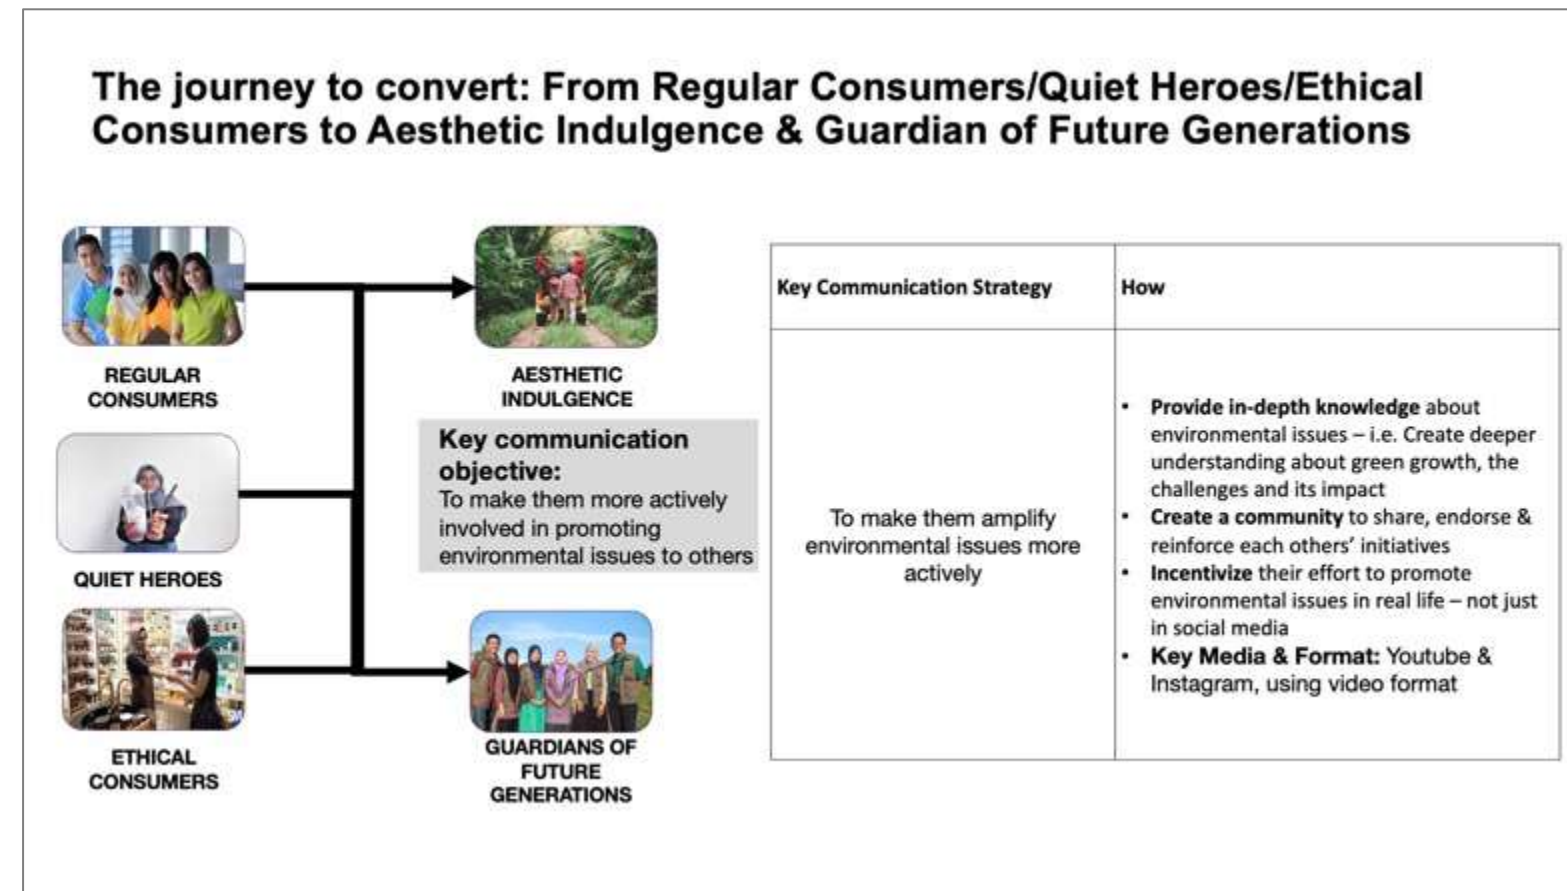 The journey to convert: From Regular Consumers/Quiet Heroes/Ethical
Consumers to Aesthetic Indulgence & Guardian of Future Generations
REGULAR
CONSUMERS
QUIET HEROES
ETHICAL
CONSUMERS
AESTHETIC
INDULGENCE
Key communication
objective:
To make them more actively
involved in promoting
environmental issues to others
GUARDIANS OF
FUTURE
GENERATIONS
Key Communication Strategy
How
To make them amplify
environmental issues more
actively
• Provide in-depth knowledge about
environmental issues – i.e. Create deeper
understanding about green growth, the
challenges and its impact
• Create a community to share, endorse &
reinforce each others’ initiatives
• Incentivize their effort to promote
environmental issues in real life – not just
in social media
• Key Media & Format: Youtube &
Instagram, using video format